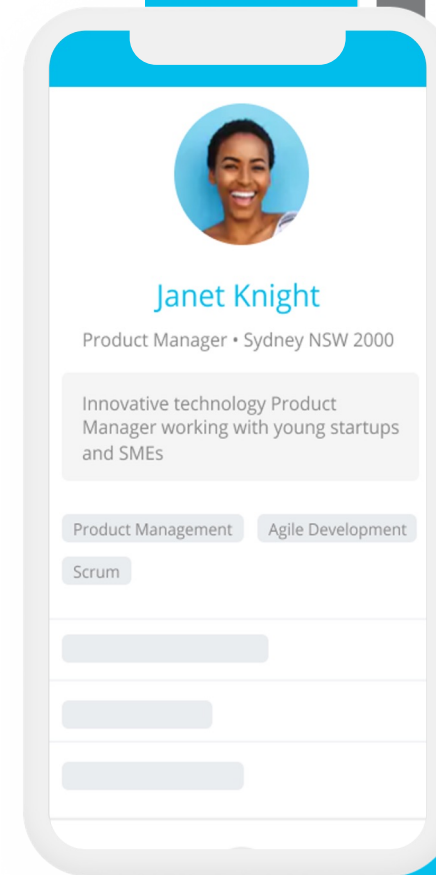 Janet Knight
Product Manager • Sydney NSW 2000
Innovative technology Product
Manager working with young startups
and SMEs
Product Management Agile Development
Scrum